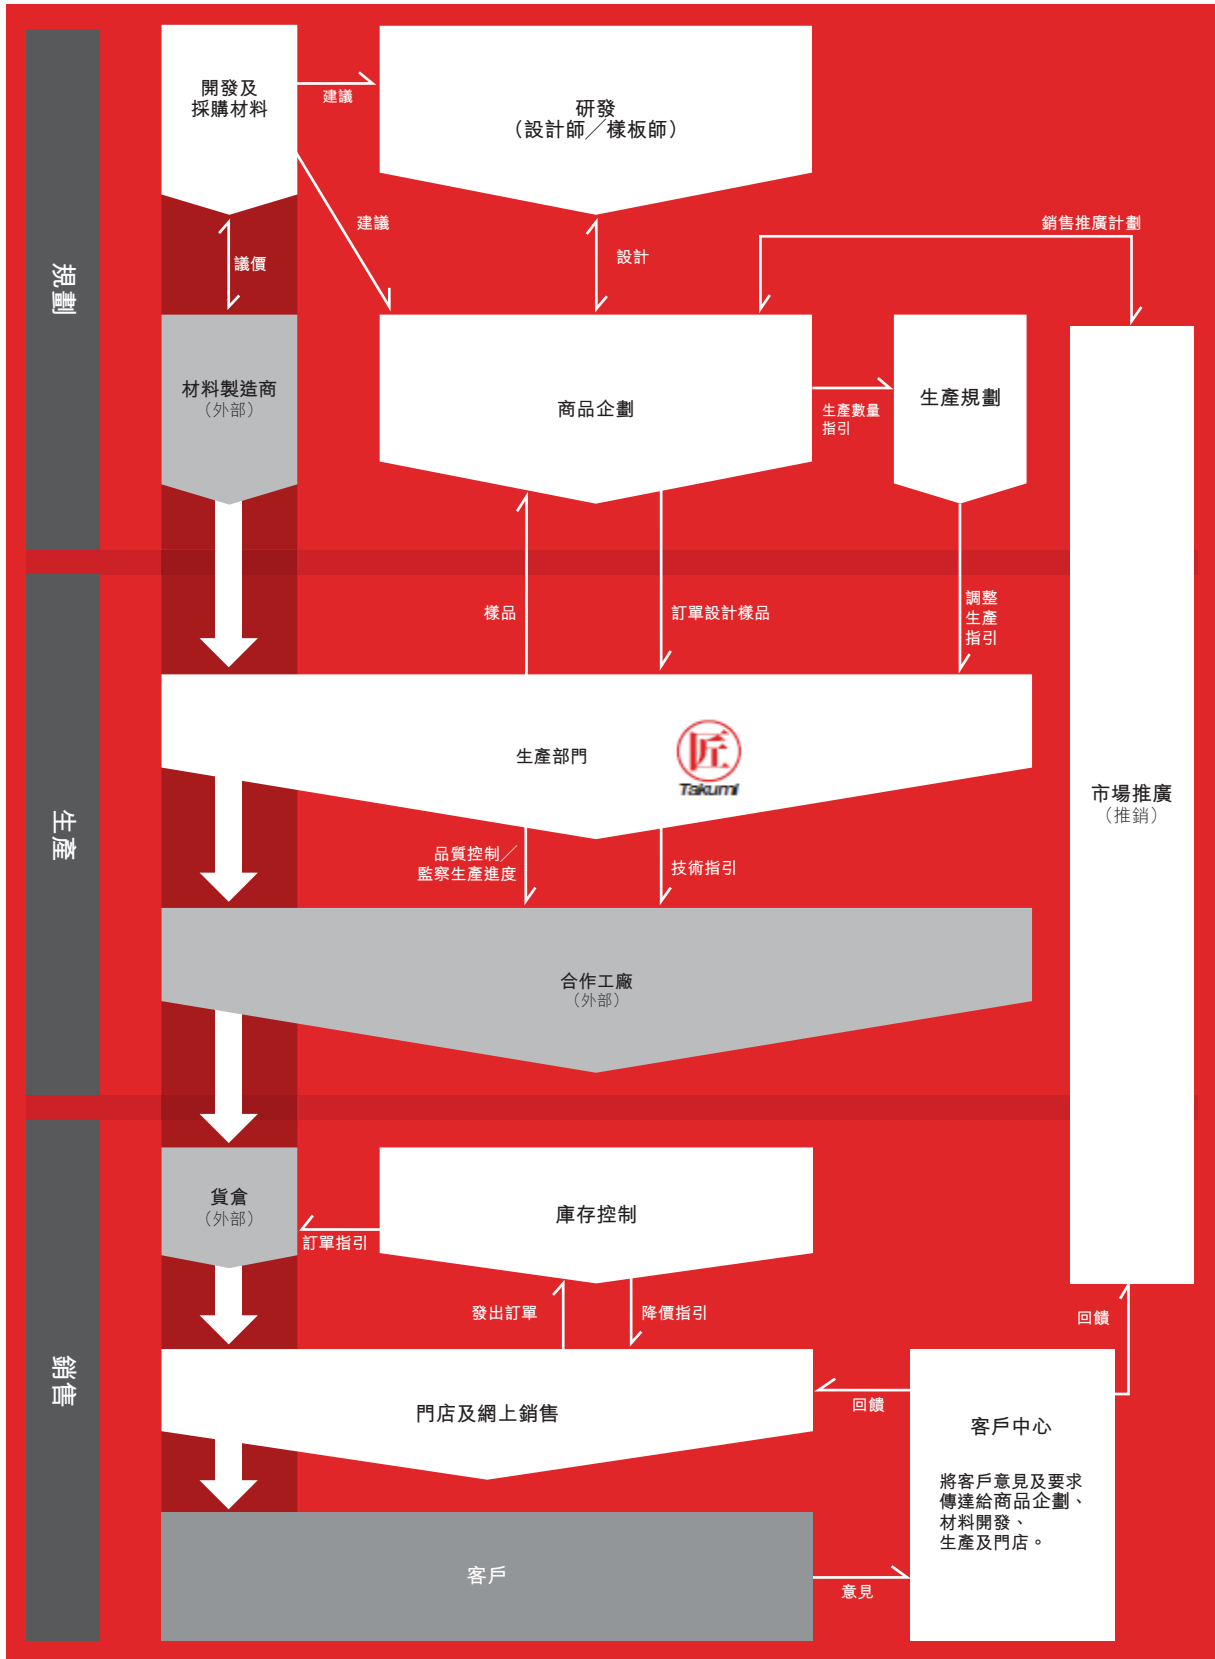 規劃
開發及
採購材料
建議
研發
（設計師／樣板師）
建議
議價
設計
銷售推廣計劃
材料製造商
（外部）
商品企劃
生產數量
指引
生產規劃
樣品
訂單設計樣品
調整
生產
指引
生產
生產部門
匠
Takumi
市場推廣
（推銷）
品質控制／
監察生產進度
技術指引
合作工廠
（外部）
銷售
貨倉
（外部）
訂單指引
庫存控制
發出訂單
降價指引
回饋
門店及網上銷售
回饋
客戶中心
將客戶意見及要求
傳達給商品企劃、
材料開發、
生產及門店。
客戶
意見